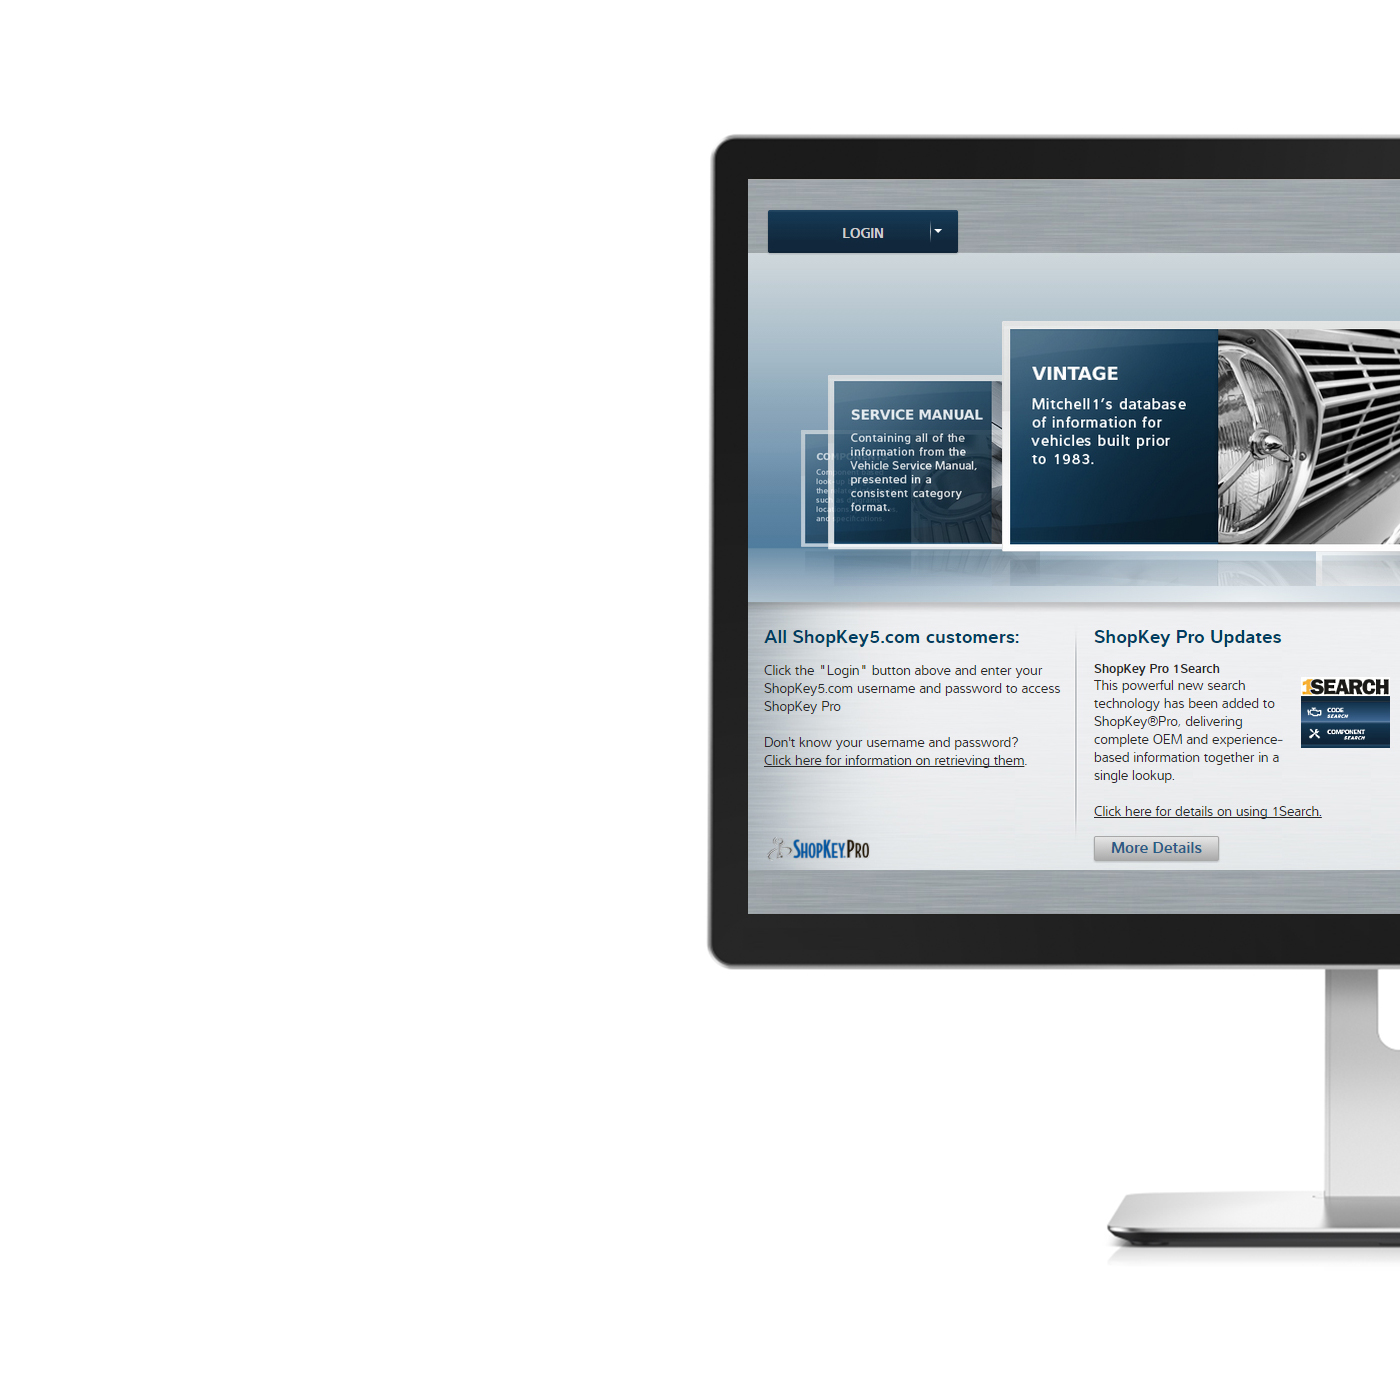 LOGIN
VINTAGE
Mitchell1's database
of information for
vehicles built prior
to 1983.
SERVICE MANUAL
Containing all of the
information from the
Vehicle Service Manual,
presented in a
consistent category
format.
All ShopKey5.com customers:
Click the "Login" button above and enter your
ShopKey5.com username and password to access
ShopKey Pro
Don't know your username and password?
Click here for information on retrieving them.
SHOPKEY.PRO
ShopKey Pro Updates
ShopKey Pro 1Search
This powerful new search
technology has been added to
ShopKey®Pro, delivering
complete OEM and experience-
based information together in a
single lookup.
Click here for details on using 1Search.
More Details
1SEARCH
CODE
SEARCH
COMPONENT
SEARCH